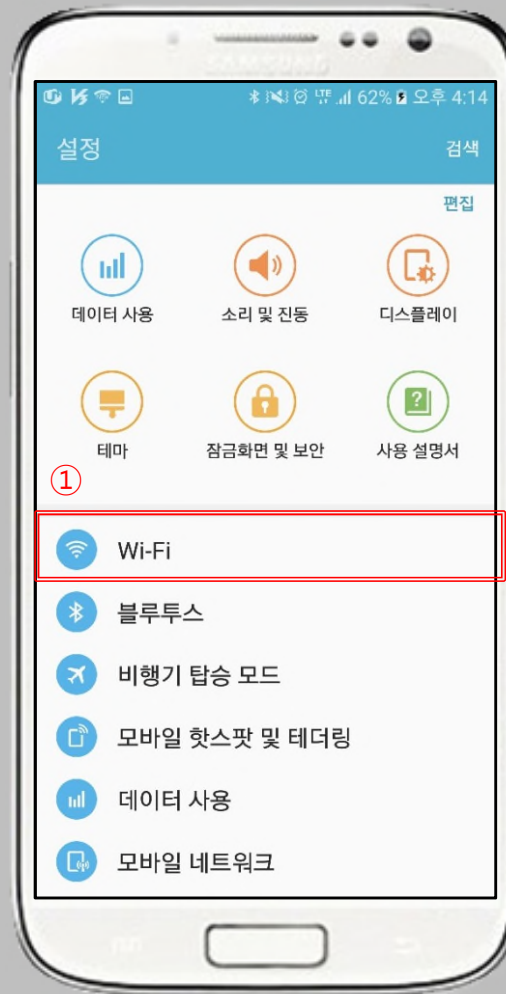 SAMSUNG
LTE 62% 오후 4:14
설정 검색
편집
데이터 사용 소리 및 진동 디스플레이
테마 잠금화면 및 보안 사용 설명서
①
Wi-Fi
블루투스
비행기 탑승 모드
모바일 핫스팟 및 테더링
데이터 사용
모바일 네트워크